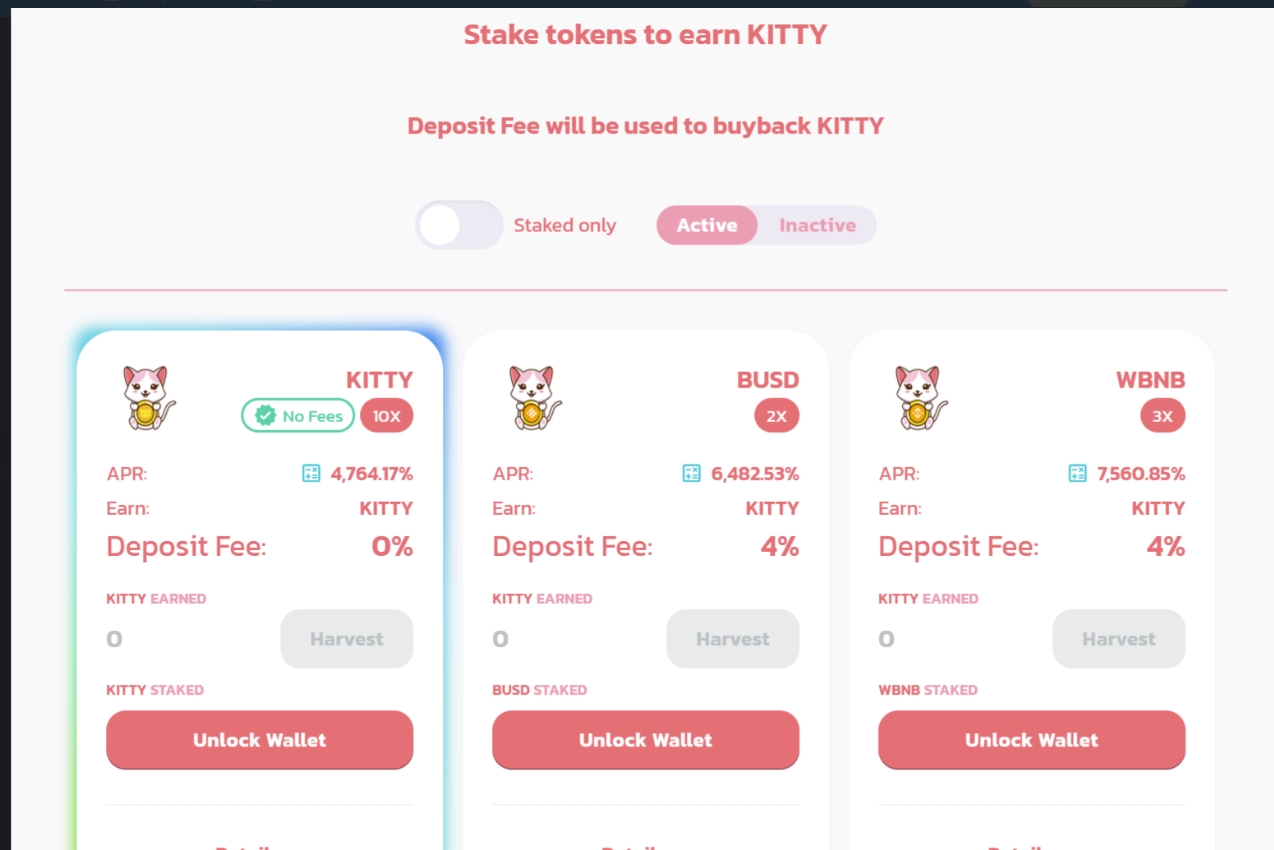 Stake tokens to earn KITTY
Deposit Fee will be used to buyback KITTY
Staked only
Active
Inactive
KITTY
No Fees
10X
APR:
4,764.17%
Earn:
KITTY
Deposit Fee:
0%
KITTY EARNED
0
Harvest
KITTY STAKED
Unlock Wallet
BUSD
2X
APR:
6,482.53%
Earn:
KITTY
Deposit Fee:
4%
KITTY EARNED
0
Harvest
BUSD STAKED
Unlock Wallet
WBNB
3X
APR:
7,560.85%
Earn:
KITTY
Deposit Fee:
4%
KITTY EARNED
0
Harvest
WBNB STAKED
Unlock Wallet